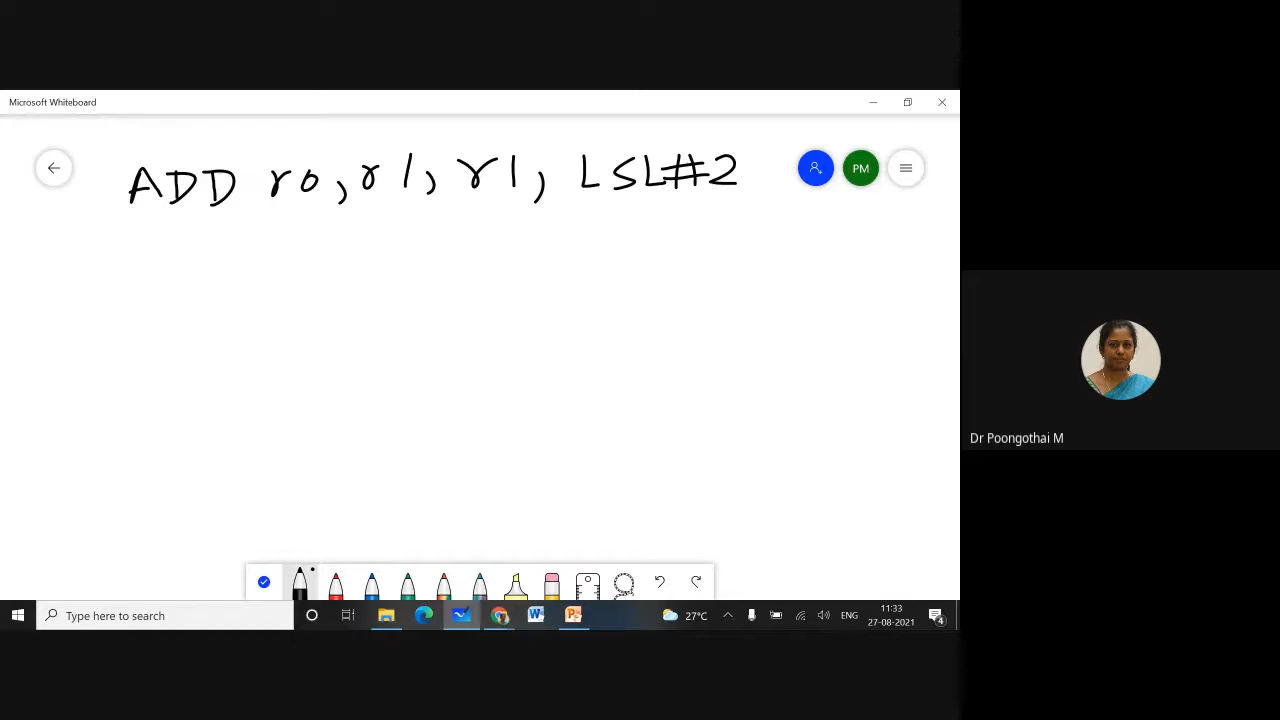 Microsoft Whiteboard
ADD r0, r1, r1, LSL#2
PM
Dr Poongothai M
Type here to search
27°C
ENG
11:33
27-08-2021
4